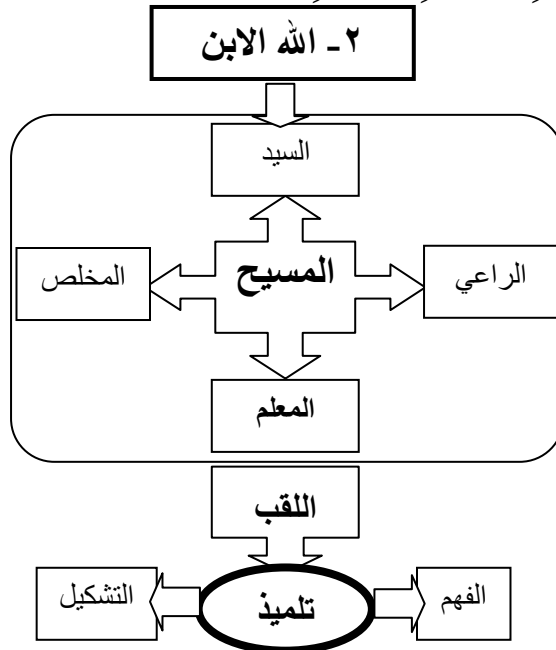 ٢ - الله الابن
السيد
الراعي
المسيح
المخلص
المعلم
اللقب
الفهم
تلميذ
التشكيل